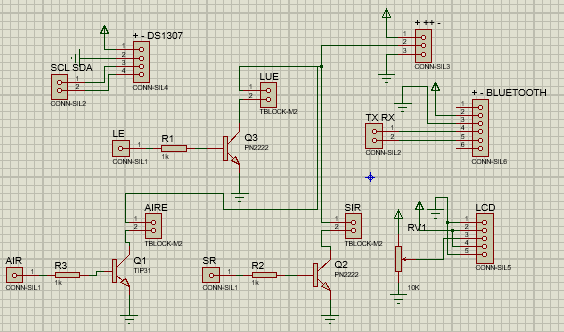 + - DS1307
1
2
3
4
CONN-SIL4
SCL SDA
1
2
CONN-SIL2
+ ++ -
1
2
3
CONN-SIL3
LUE
1
2
TBLOCK-M2
+ - BLUETOOTH
1
2
3
4
5
6
CONN-SIL6
TX RX
1
2
CONN-SIL2
LE
1
CONN-SIL1
R1
1k
Q3
PN2222
AIRE
1
2
TBLOCK-M2
SIR
1
2
TBLOCK-M2
LCD
1
2
3
4
5
CONN-SIL5
RV1
10K
AIR
1
CONN-SIL1
R3
1k
Q1
TIP31
SR
1
CONN-SIL1
R2
1k
Q2
PN2222